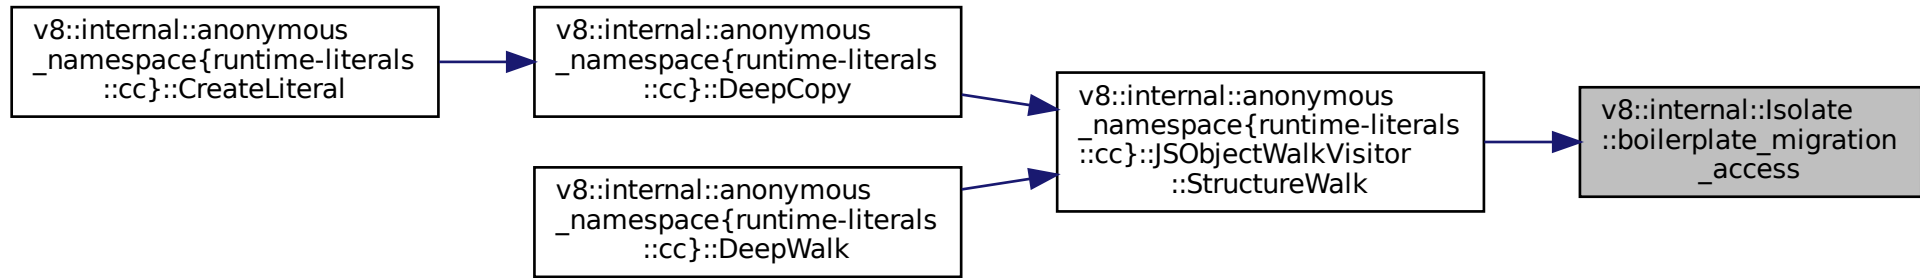 v8::internal::anonymous
_namespace{runtime-literals
::cc}::CreateLiteral
v8::internal::anonymous
_namespace{runtime-literals
::cc}::DeepCopy
v8::internal::anonymous
_namespace{runtime-literals
::cc}::DeepWalk
v8::internal::anonymous
_namespace{runtime-literals
::cc}::JSObjectWalkVisitor
::StructureWalk
v8::internal::Isolate
::boilerplate_migration
_access